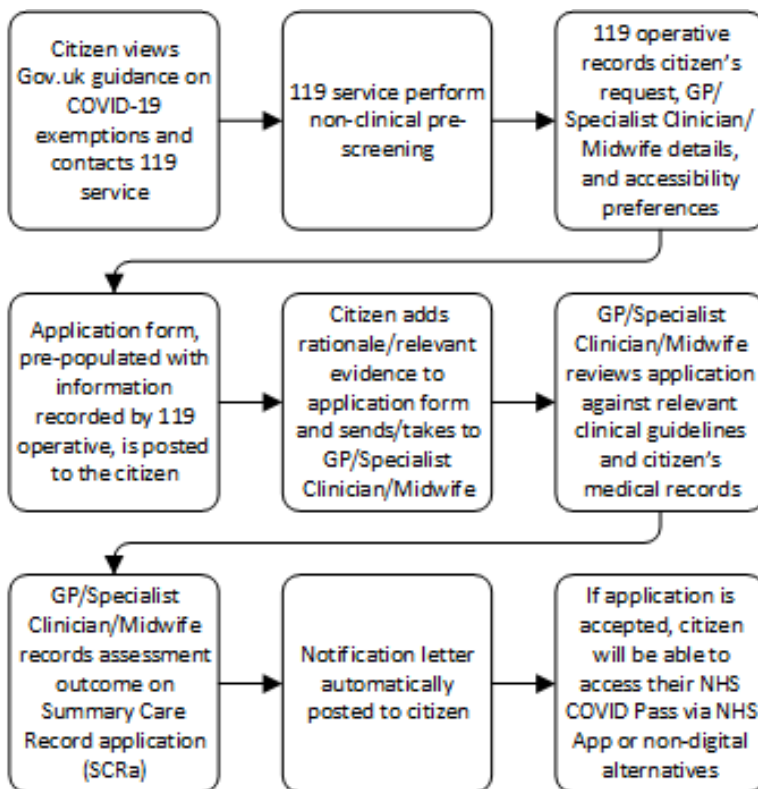 Citizen views
Gov.uk guidance on
COVID-19
exemptions and
contacts 119
service
119 service perform
non-clinical pre-
screening
119 operative
records citizen's
request, GP/
Specialist Clinician/
Midwife details,
and accessibility
preferences
Application form,
pre-populated with
information
recorded by 119
operative, is posted
to the citizen
Citizen adds
rationale/relevant
evidence to
application form
and sends/takes to
GP/Specialist
Clinician/Midwife
GP/Specialist
Clinician/Midwife
reviews application
against relevant
clinical guidelines
and citizen's
medical records
GP/Specialist
Clinician/Midwife
records assessment
outcome on
Summary Care
Record application
(SCRa)
Notification letter
automatically
posted to citizen
If application is
accepted, citizen
will be able to
access their NHS
COVID Pass via NHS
App or non-digital
alternatives